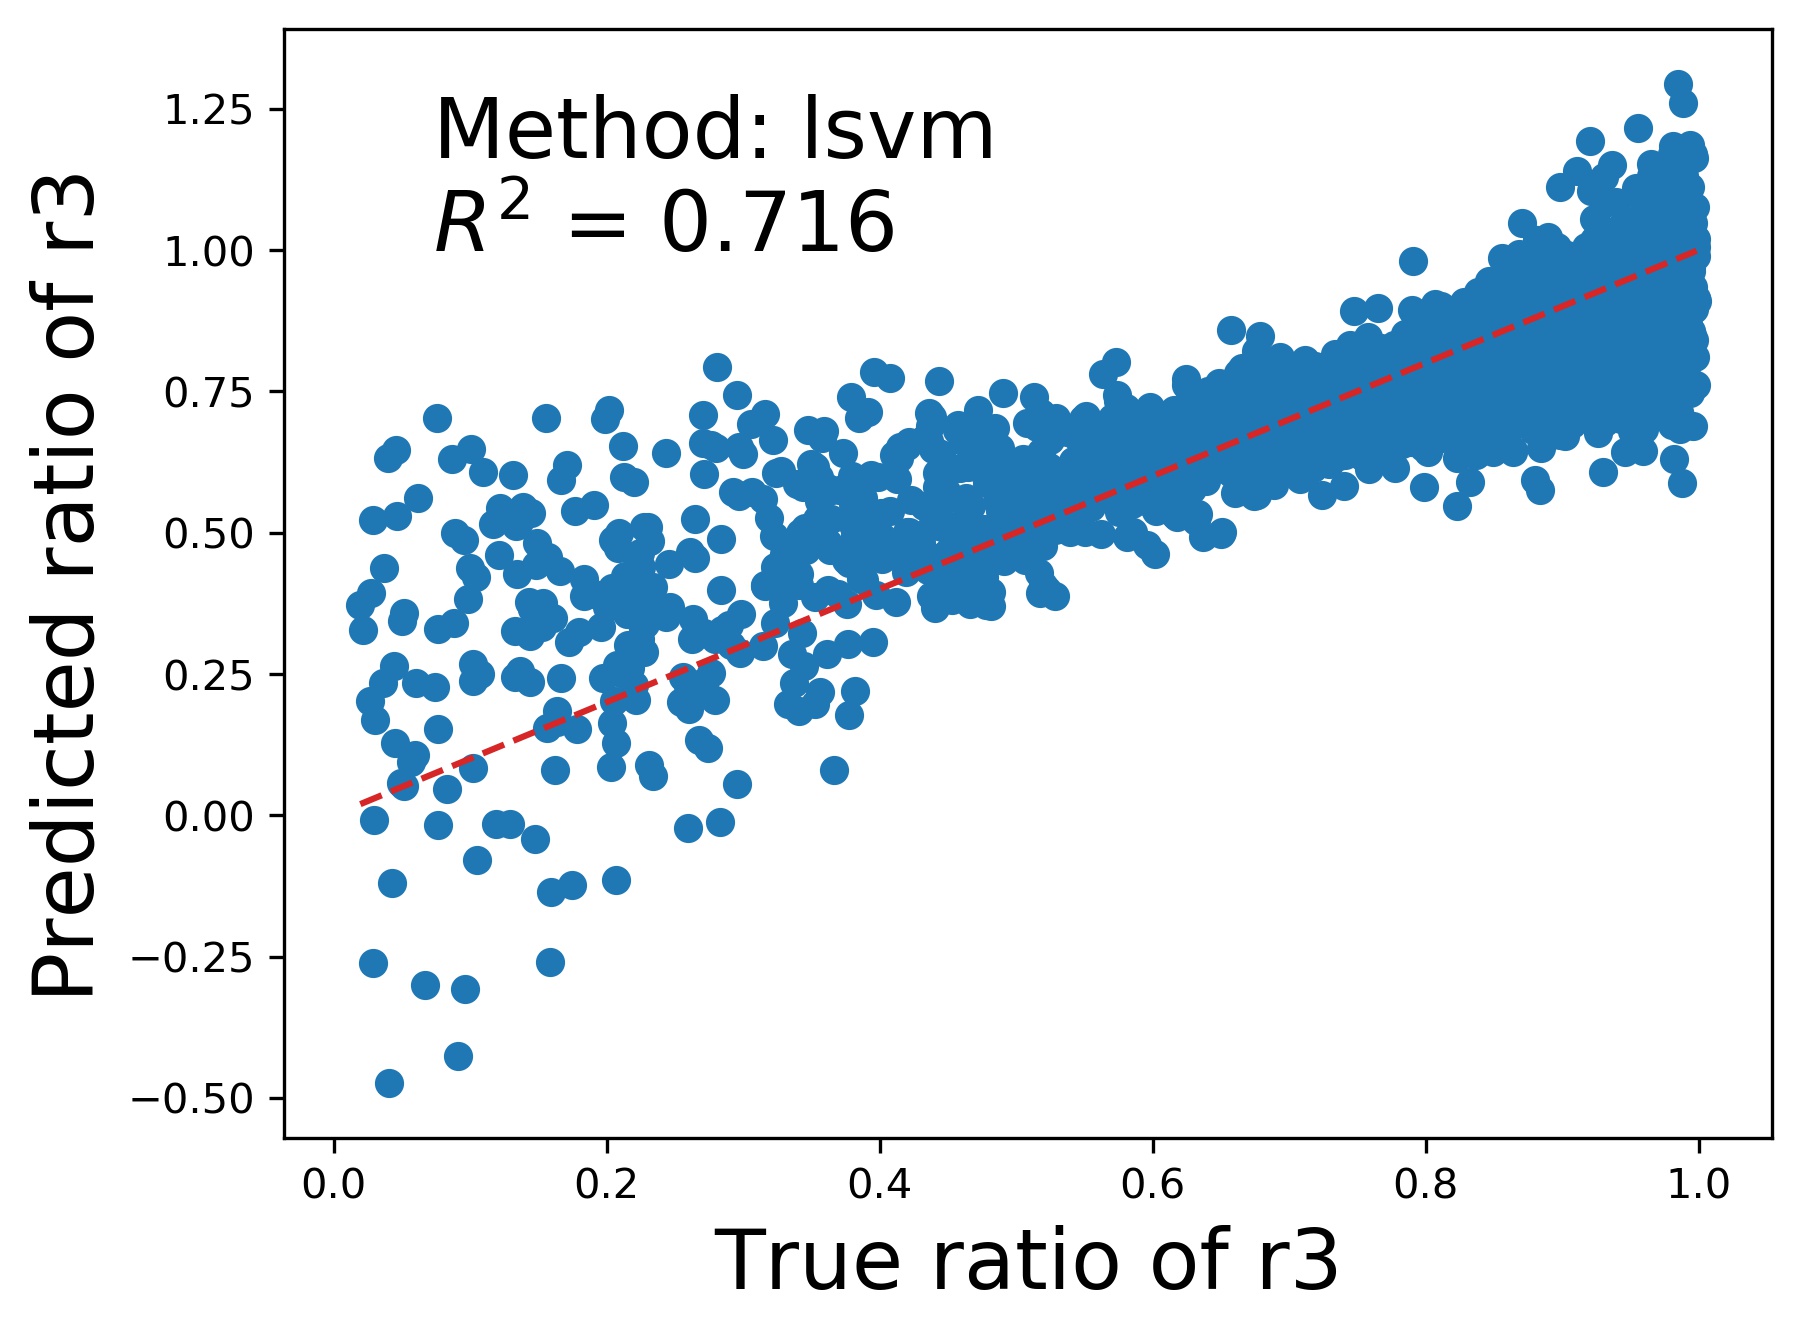 Method: lsvm
R² = 0.716
Predicted ratio of r3
1.25
1.00
0.75
0.50
0.25
0.00
−0.25
−0.50
0.0 0.2 0.4 0.6 0.8 1.0
True ratio of r3